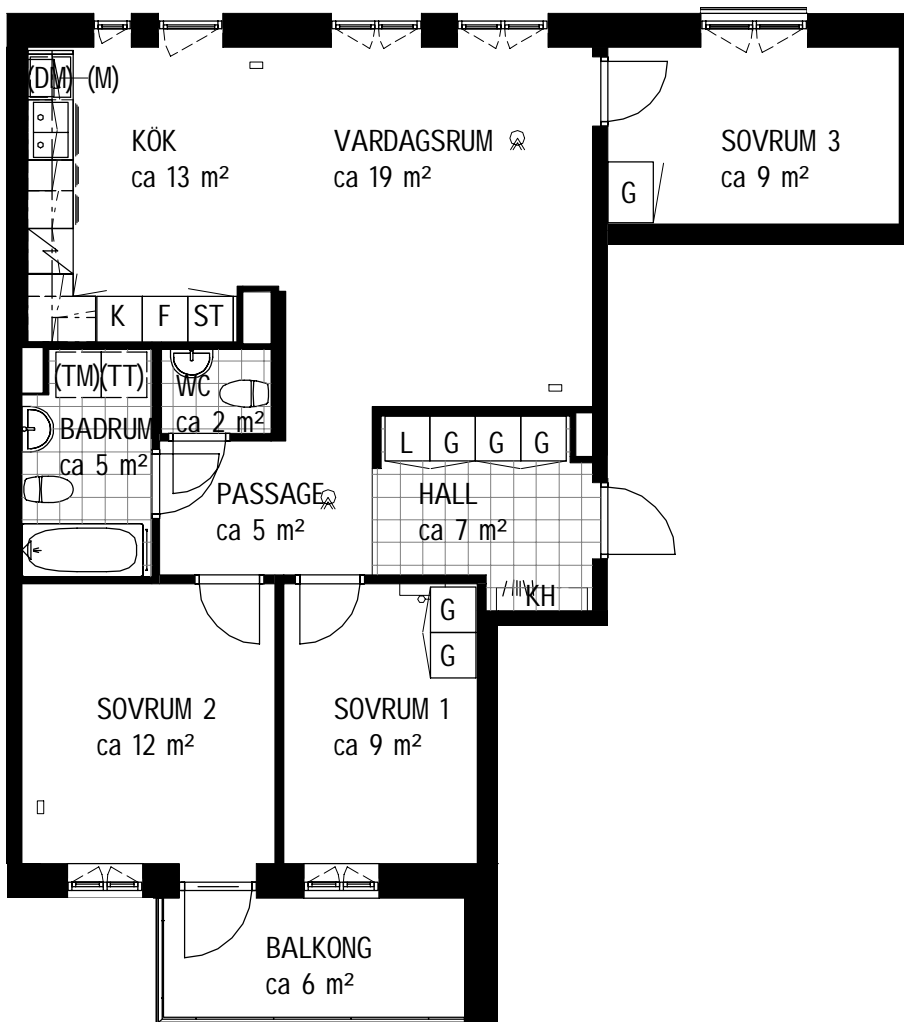 (DM) (M)
KÖK
ca 13 m²
VARDAGSRUM
ca 19 m²
SOVRUM 3
ca 9 m²
G
K F ST
(TM) (TT)
WC
ca 2 m²
BADRUM
ca 5 m²
L G G G
PASSAGE
ca 5 m²
HALL
ca 7 m²
KH
G
G
SOVRUM 2
ca 12 m²
SOVRUM 1
ca 9 m²
BALKONG
ca 6 m²